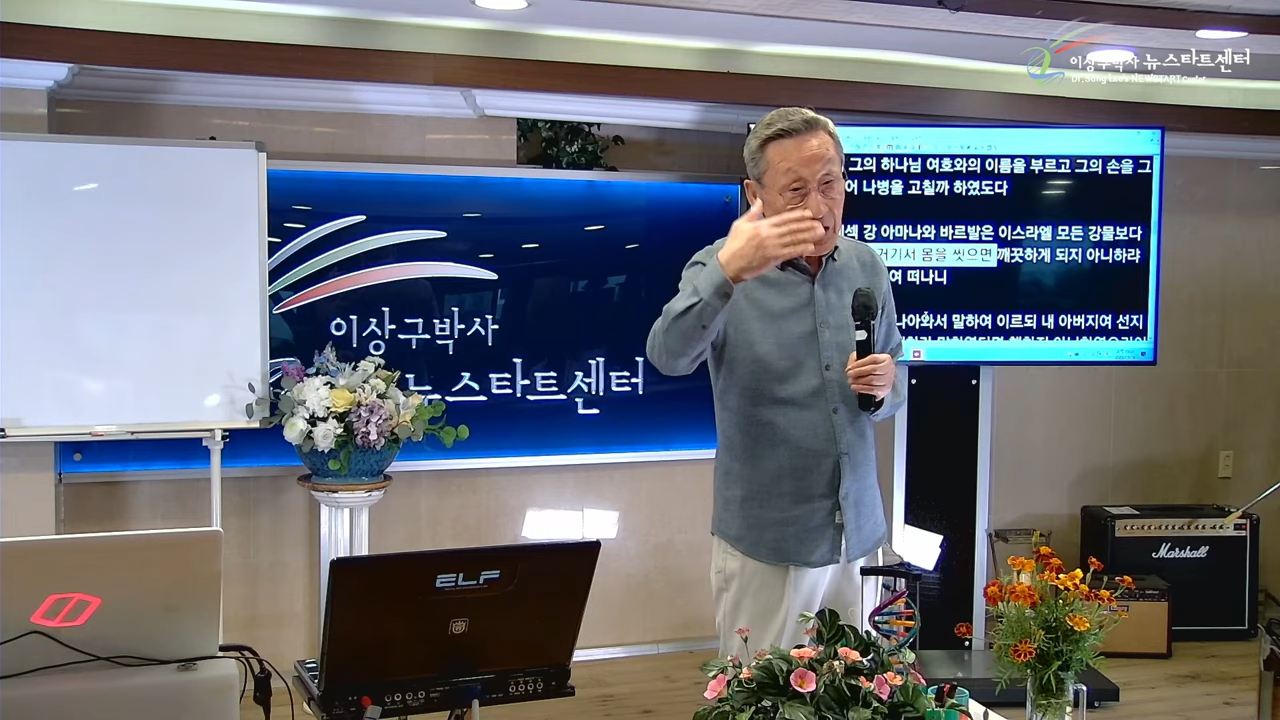 이상구박사 뉴스타트센터
Dr. Sang Lee's NEWSTART Center
그의 하나님 여호와의 이름을 부르고 그의 손을 그
어 나병을 고칠까 하였도다
강 아마나와 바르발은 이스라엘 모든 강물보다
거기서 몸을 씻으면 깨끗하게 되지 아니하랴
여 떠나니
나아와서 말하여 이르되 내 아버지여 선지
이상구박사
뉴스타트센터
ELF
Marshall